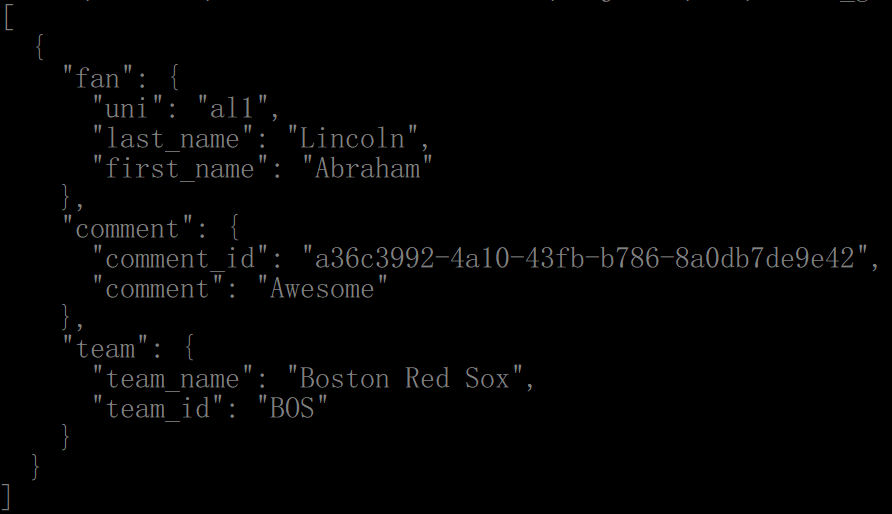 [
  {
    "fan": {
      "uni": "al1",
      "last_name": "Lincoln",
      "first_name": "Abraham"
    },
    "comment": {
      "comment_id": "a36c3992-4a10-43fb-b786-8a0db7de9e42",
      "comment": "Awesome"
    },
    "team": {
      "team_name": "Boston Red Sox",
      "team_id": "BOS"
    }
  }
]